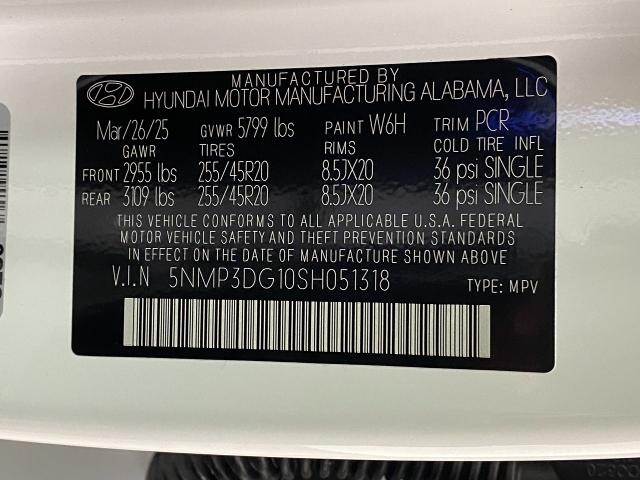 MANUFACTURED BY
HYUNDAI MOTOR MANUFACTURING ALABAMA, LLC
Mar/26/25 GVWR 5799 lbs PAINT W6H TRIM PCR
GAWR TIRES RIMS COLD TIRE INFL
FRONT 2955 lbs 255/45R20 8.5JX20 36 psi SINGLE
REAR 3109 lbs 255/45R20 8.5JX20 36 psi SINGLE
THIS VEHICLE CONFORMS TO ALL APPLICABLE U.S.A. FEDERAL
MOTOR VEHICLE SAFETY AND THEFT PREVENTION STANDARDS
IN EFFECT ON THE DATE OF MANUFACTURE SHOWN ABOVE
V.I.N 5NMP3DG10SH051318 TYPE: MPV